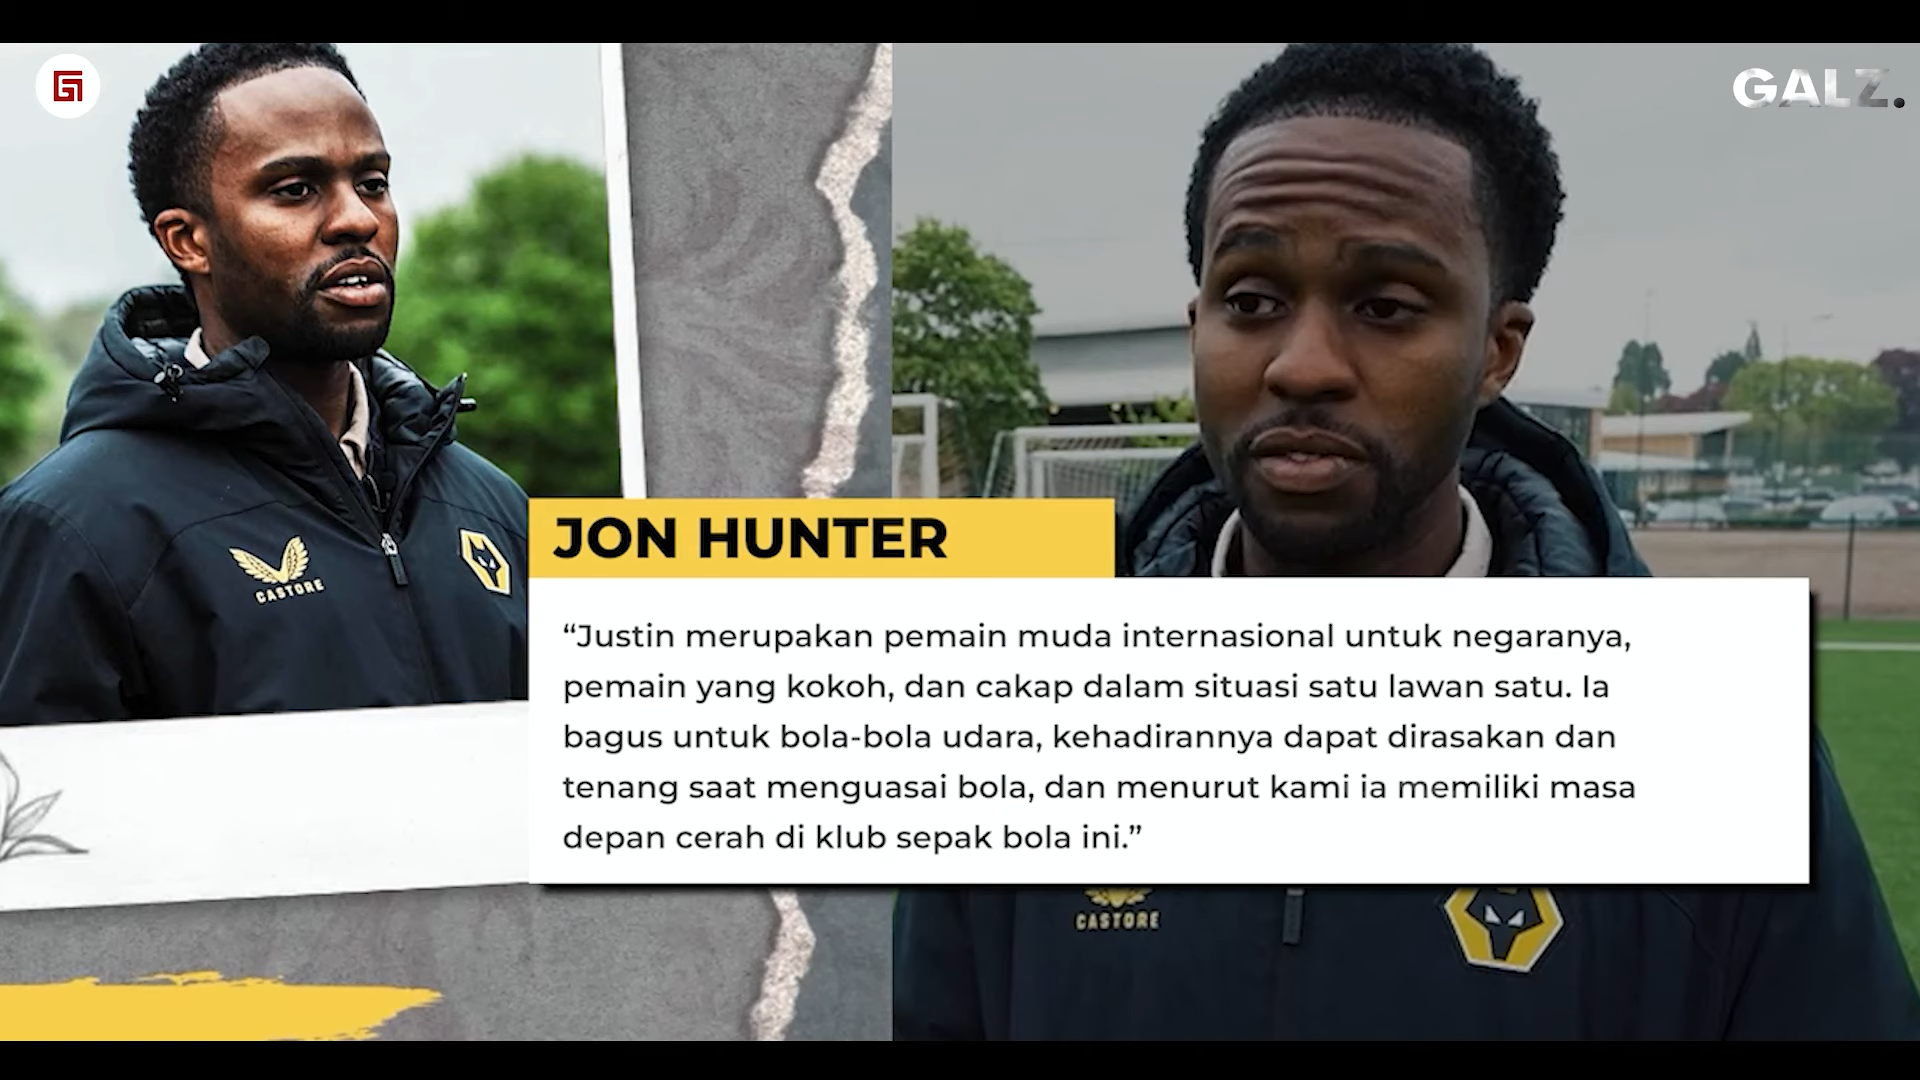 GALZ.
CASTORE
JON HUNTER
“Justin merupakan pemain muda internasional untuk negaranya,
pemain yang kokoh, dan cakap dalam situasi satu lawan satu. Ia
bagus untuk bola-bola udara, kehadirannya dapat dirasakan dan
tenang saat menguasai bola, dan menurut kami ia memiliki masa
depan cerah di klub sepak bola ini.”
CASTORE